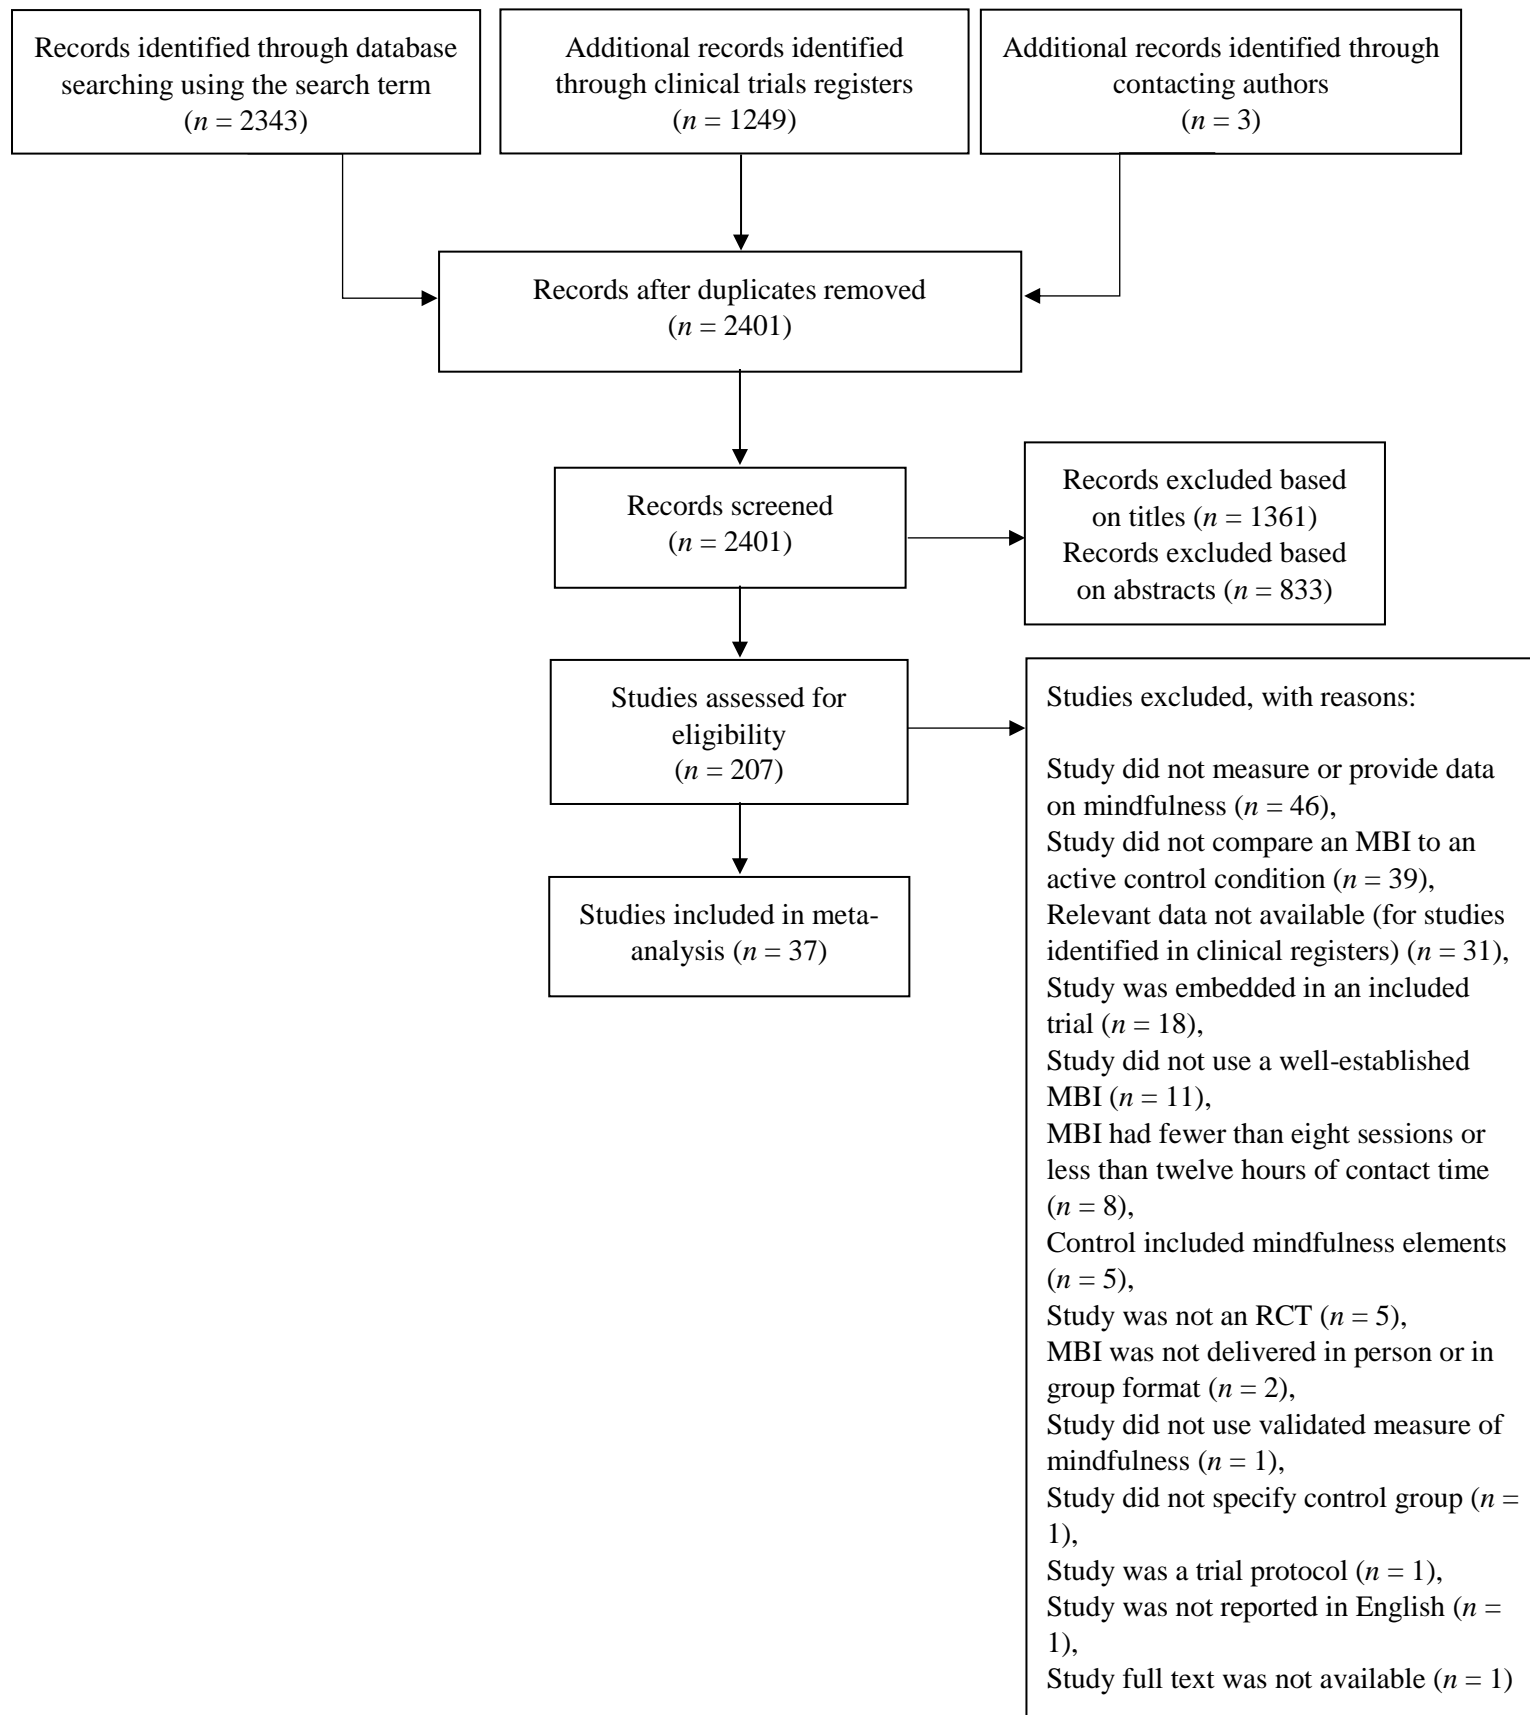 Records identified through database
searching using the search term
(n = 2343)
Additional records identified
through clinical trials registers
(n = 1249)
Additional records identified through
contacting authors
(n = 3)
Records after duplicates removed
(n = 2401)
Records screened
(n = 2401)
Records excluded based
on titles (n = 1361)
Records excluded based
on abstracts (n = 833)
Studies assessed for
eligibility
(n = 207)
Studies excluded, with reasons:
Study did not measure or provide data
on mindfulness (n = 46),
Study did not compare an MBI to an
active control condition (n = 39),
Relevant data not available (for studies
identified in clinical registers) (n = 31),
Study was embedded in an included
trial (n = 18),
Study did not use a well-established
MBI (n = 11),
MBI had fewer than eight sessions or
less than twelve hours of contact time
(n = 8),
Control included mindfulness elements
(n = 5),
Study was not an RCT (n = 5),
MBI was not delivered in person or in
group format (n = 2),
Study did not use validated measure of
mindfulness (n = 1),
Study did not specify control group (n =
1),
Study was a trial protocol (n = 1),
Study was not reported in English (n =
1),
Study full text was not available (n = 1)
Studies included in meta-
analysis (n = 37)